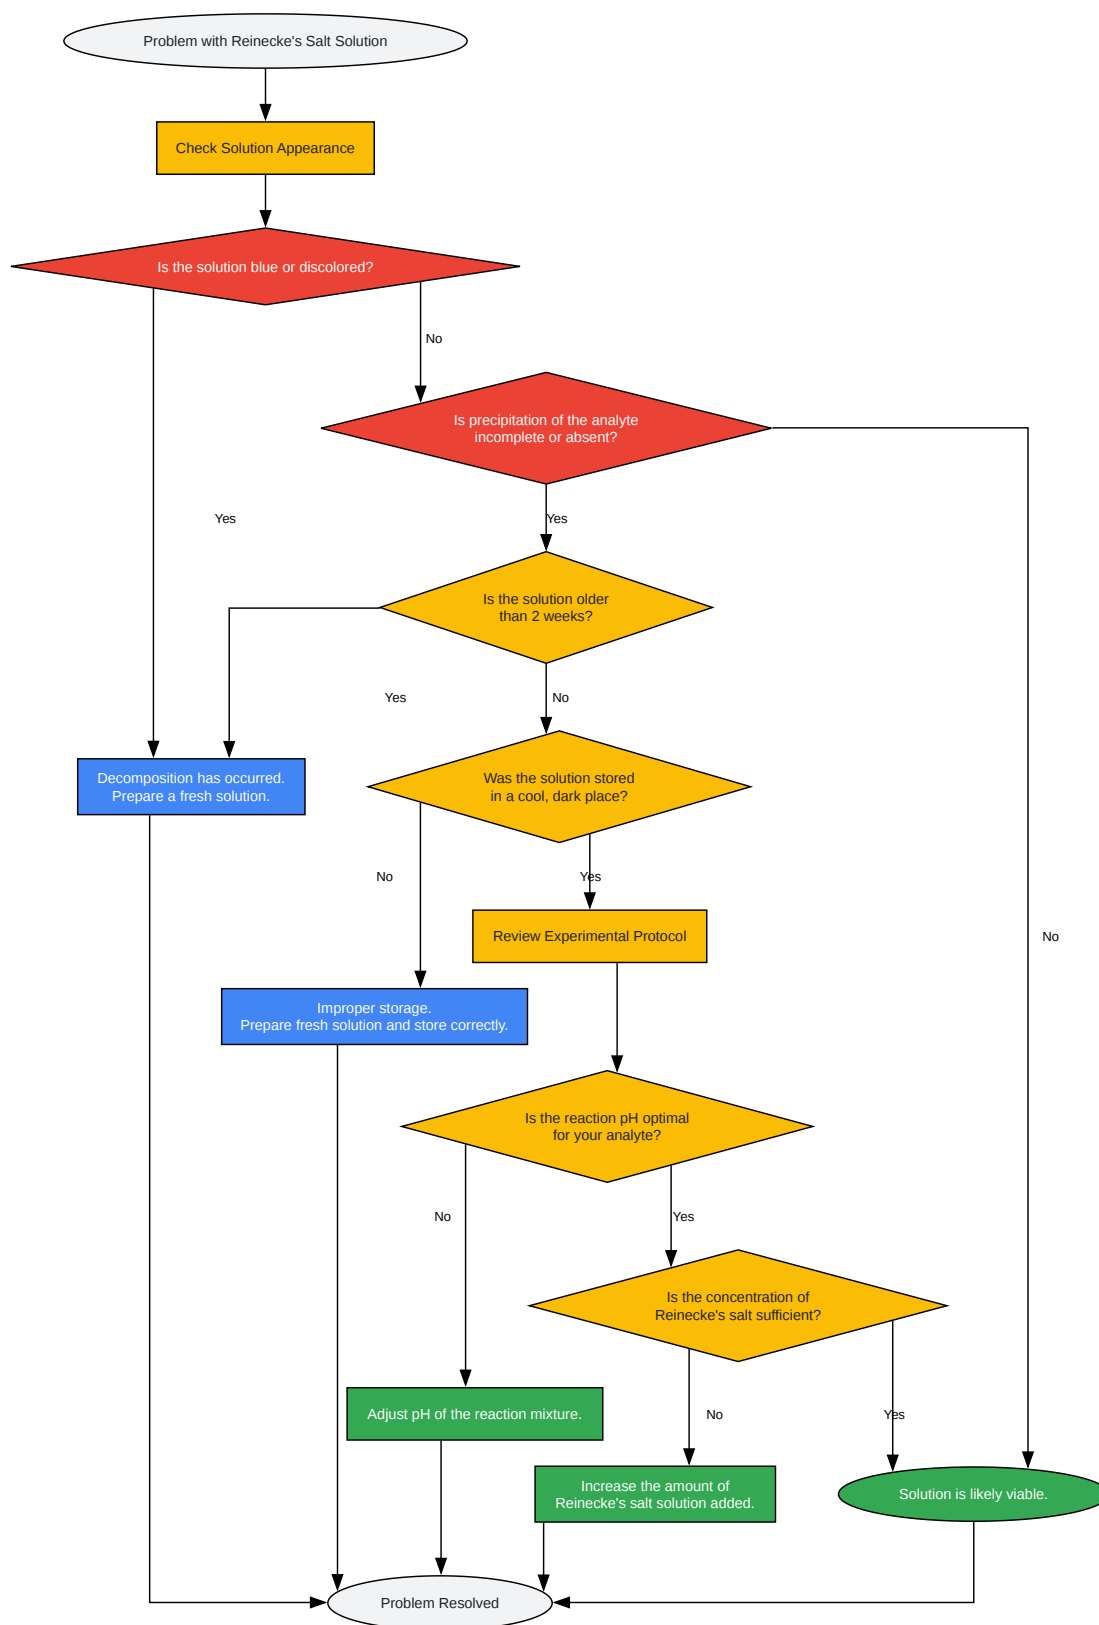 Problem with Reinecke's Salt Solution
Check Solution Appearance
Is the solution blue or discolored?
No
Is precipitation of the analyte
incomplete or absent?
Yes
Yes
Is the solution older
than 2 weeks?
Yes
No
Was the solution stored
in a cool, dark place?
Decomposition has occurred.
Prepare a fresh solution.
No
Yes
Review Experimental Protocol
No
Improper storage.
Prepare fresh solution and store correctly.
Is the reaction pH optimal
for your analyte?
No
Yes
Is the concentration of
Reinecke's salt sufficient?
Adjust pH of the reaction mixture.
No
Yes
Increase the amount of
Reinecke's salt solution added.
Solution is likely viable.
Problem Resolved